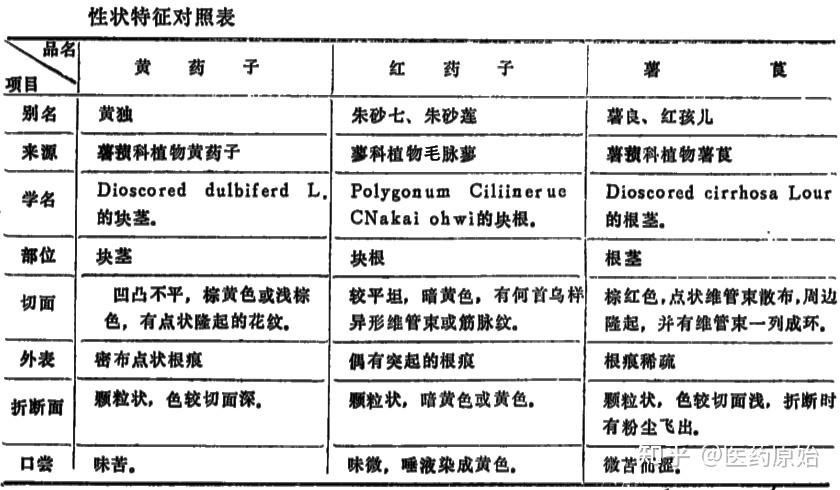 性状特征对照表
品名
项目
黄药子 红药子 薯莨
别名 黄独 朱砂七、朱砂莲 薯良、红孩儿
来源 薯蓣科植物黄药子 蓼科植物毛脉蓼 薯蓣科植物薯莨
学名 Dioscored dulbiferd L. Polygonum Ciliinerue Dioscored cirrhosa Lour
的块茎。 CNakai ohwi的块根。 的根茎。
部位 块茎 块根 根茎
切面 凹凸不平，棕黄色或浅棕 较平坦，暗黄色，有何首乌样 棕红色，点状维管束散布，周边
色，有点状隆起的花纹。 异形维管束或筋脉纹。 隆起，并有维管束一列成环。
外表 密布点状根痕 偶有突起的根痕 根痕稀疏
折断面 颗粒状，色较切面深。 颗粒状，暗黄色或黄色。 颗粒状，色较切面浅，折断时
有粉尘飞出。
口尝 味苦。 味微，唾液染成黄色。 微苦而涩。
知乎 @医药原始